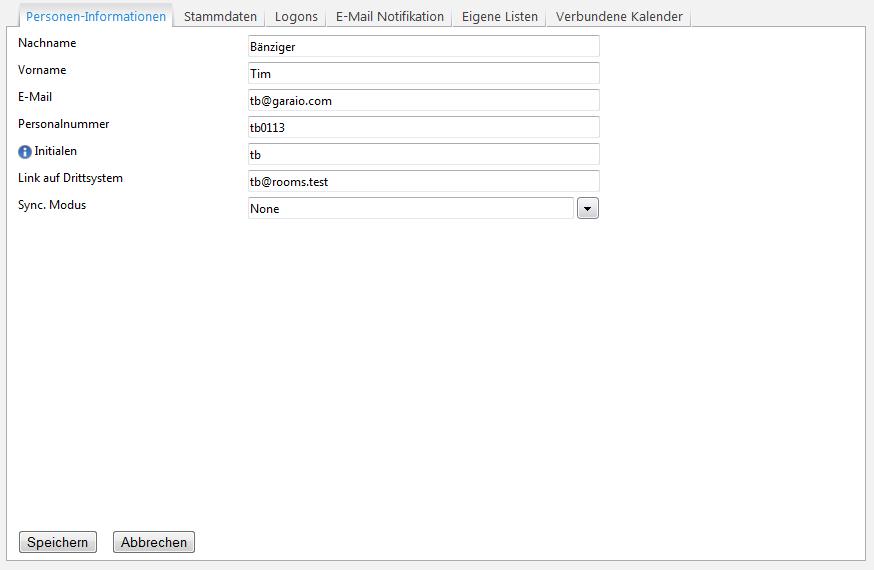 Personen-Informationen Stammdaten Logons E-Mail Notifikation Eigene Listen Verbundene Kalender
Nachname Bänziger
Vorname Tim
E-Mail tb@garaio.com
Personalnummer tb0113
Initialen tb
Link auf Drittsystem tb@rooms.test
Sync. Modus None
Speichern Abbrechen